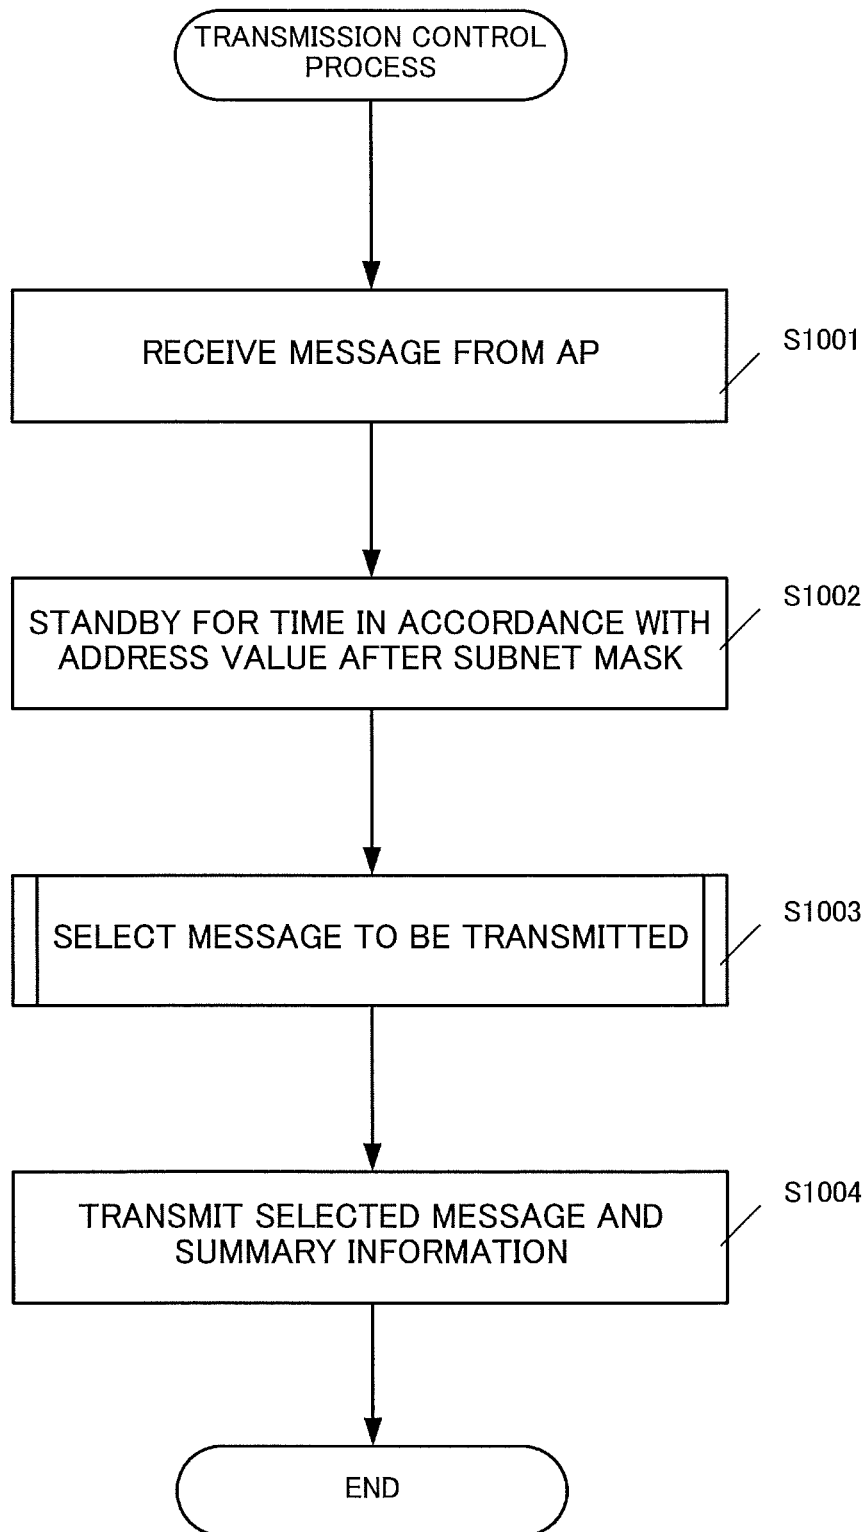 TRANSMISSION CONTROL
PROCESS
RECEIVE MESSAGE FROM AP
S1001
STANDBY FOR TIME IN ACCORDANCE WITH
ADDRESS VALUE AFTER SUBNET MASK
S1002
SELECT MESSAGE TO BE TRANSMITTED
S1003
TRANSMIT SELECTED MESSAGE AND
SUMMARY INFORMATION
S1004
END